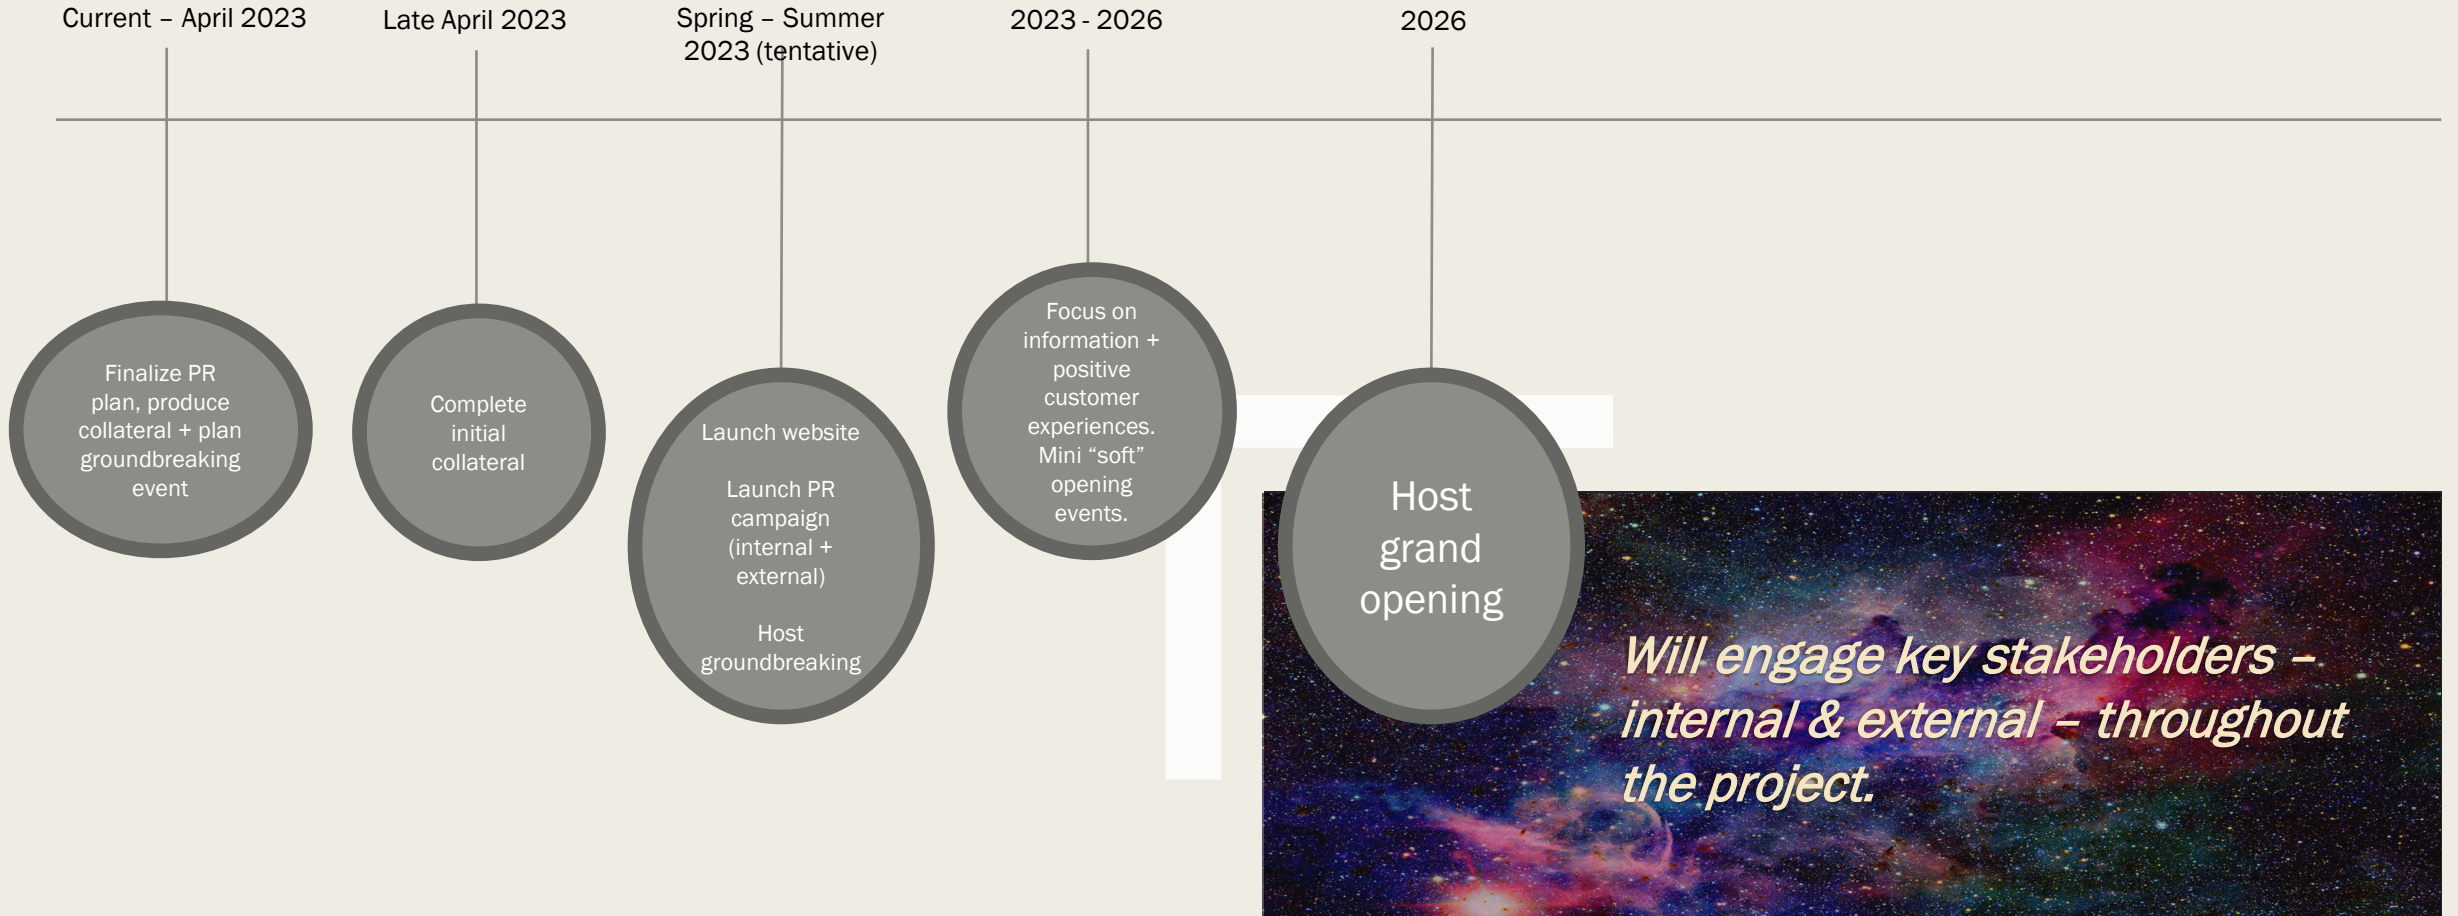 Current – April 2023
Late April 2023
Spring – Summer
2023 (tentative)
2023 - 2026
2026
Finalize PR
plan, produce
collateral + plan
groundbreaking
event
Complete
initial
collateral
Launch website
Launch PR
campaign
(internal +
external)
Host
groundbreaking
Focus on
information +
positive
customer
experiences.
Mini “soft”
opening
events.
Host
grand
opening
Will engage key stakeholders –
internal & external – throughout
the project.